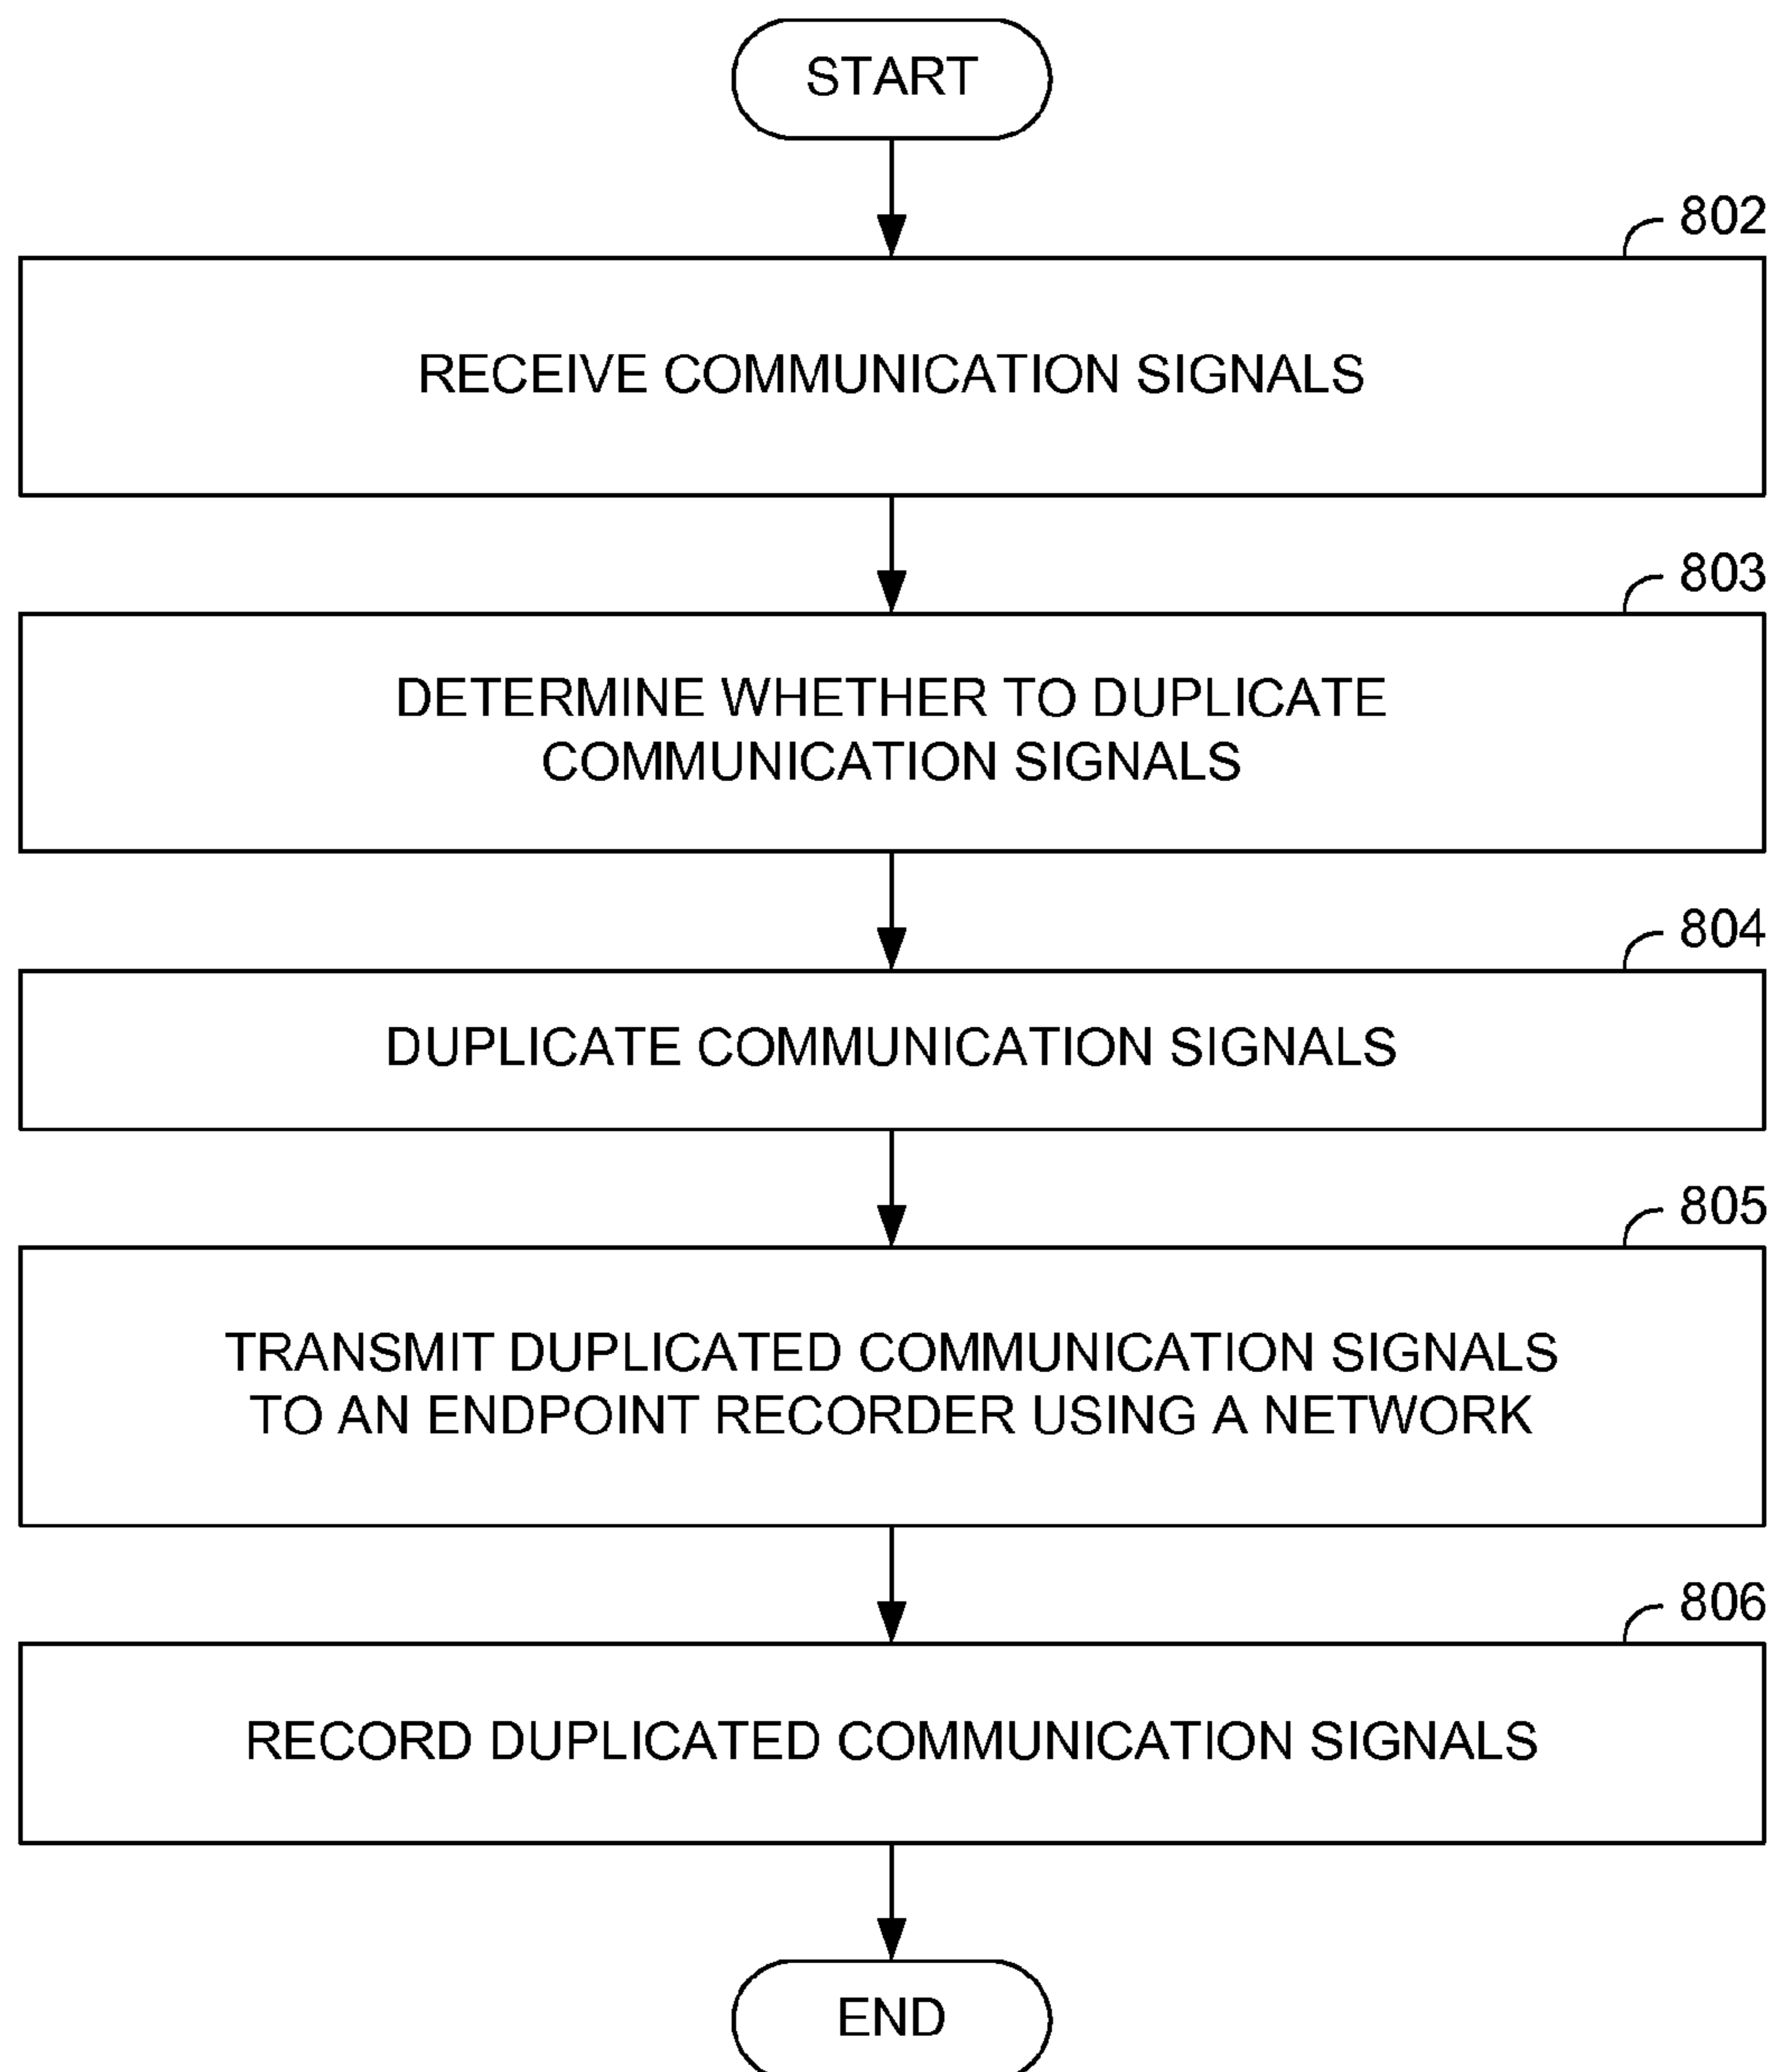 START
802
RECEIVE COMMUNICATION SIGNALS
803
DETERMINE WHETHER TO DUPLICATE
COMMUNICATION SIGNALS
804
DUPLICATE COMMUNICATION SIGNALS
805
TRANSMIT DUPLICATED COMMUNICATION SIGNALS
TO AN ENDPOINT RECORDER USING A NETWORK
806
RECORD DUPLICATED COMMUNICATION SIGNALS
END